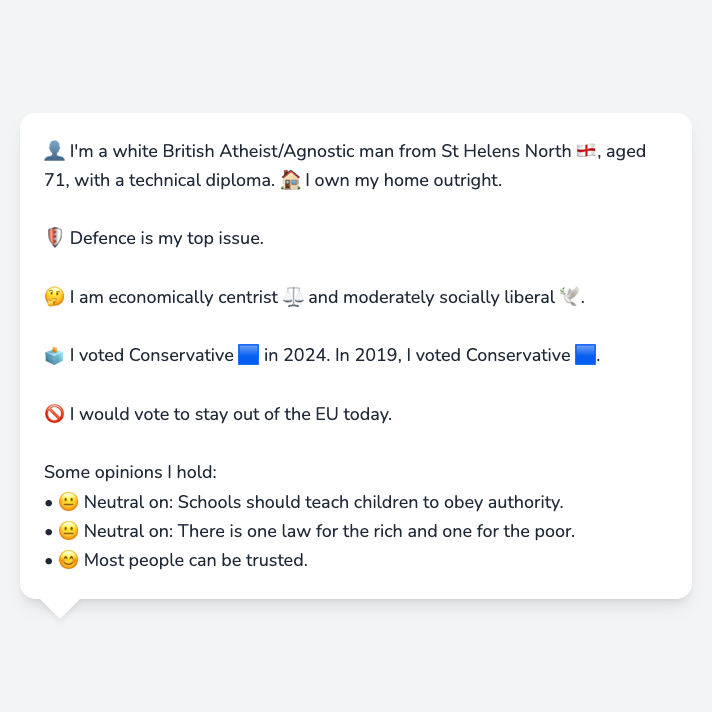 👤 I'm a white British Atheist/Agnostic man from St Helens North 🏴󠁧󠁢󠁥󠁮󠁧󠁿, aged
71, with a technical diploma. 🏠 I own my home outright.
🛡️ Defence is my top issue.
🤔 I am economically centrist ⚖️ and moderately socially liberal 🕊️.
🗳️ I voted Conservative 🟦 in 2024. In 2019, I voted Conservative 🟦.
🚫 I would vote to stay out of the EU today.
Some opinions I hold:
• 😐 Neutral on: Schools should teach children to obey authority.
• 😐 Neutral on: There is one law for the rich and one for the poor.
• 😊 Most people can be trusted.